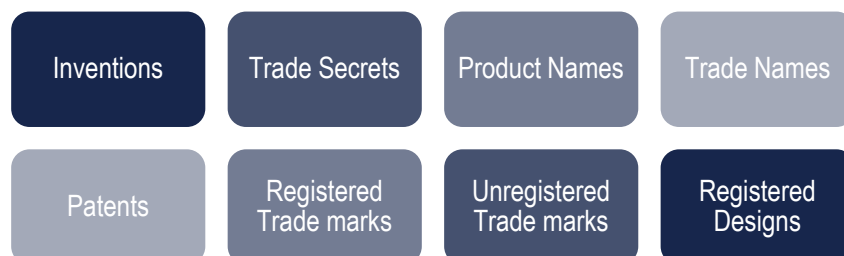 Inventions
Trade Secrets
Product Names
Trade Names
Patents
Registered
Trade marks
Unregistered
Trade marks
Registered
Designs